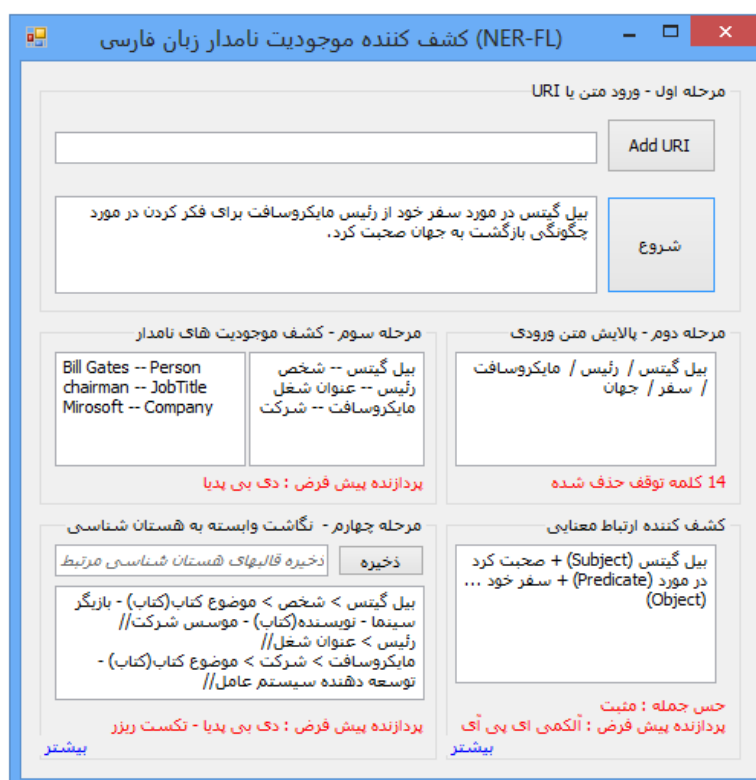 کشف کننده موجودیت نامدار زبان فارسی (NER-FL)
مرحله اول - ورود متن یا URI
Add URI
بیل گیتس در مورد سفر خود از رئیس مایکروسافت برای فکر کردن در مورد
چگونگی بازگشت به جهان صحبت کرد.
شروع
مرحله دوم - پالایش متن ورودی
بیل گیتس / رئیس / مایکروسافت
/ سفر / جهان
14 کلمه توقف حذف شده
مرحله سوم - کشف موجودیت های نامدار
بیل گیتس -- شخص
رئیس -- عنوان شغل
مایکروسافت -- شرکت
Bill Gates -- Person
chairman -- JobTitle
Mirosoft -- Company
پردازنده پیش فرض : دی بی پدیا
کشف کننده ارتباط معنایی
بیل گیتس (Subject) + صحبت کرد
در مورد (Predicate) + سفر خود ...
(Object)
حس جمله : مثبت
پردازنده پیش فرض : آلکمی ای پی آی
بیشتر
مرحله چهارم - نگاشت وابسته به هستان شناسی
ذخیره
ذخیره قالبهای هستان شناسی مرتبط
بیل گیتس > شخص > موضوع کتاب(کتاب) - بازیگر
سینما - نویسنده(کتاب) - موسس شرکت//
رئیس > عنوان شغل//
مایکروسافت > شرکت > موضوع کتاب(کتاب) -
توسعه دهنده سیستم عامل//
پردازنده پیش فرض : دی بی پدیا - تکست ریزر
بیشتر